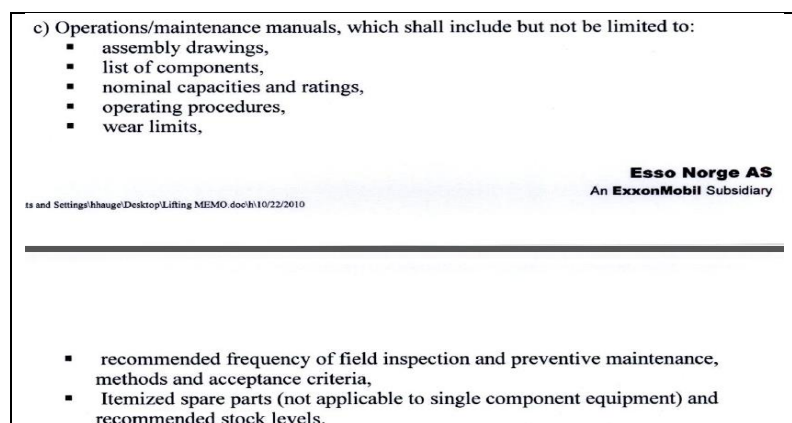 c) Operations/maintenance manuals, which shall include but not be limited to:
▪ assembly drawings,
▪ list of components,
▪ nominal capacities and ratings,
▪ operating procedures,
▪ wear limits,
Esso Norge AS
An ExxonMobil Subsidiary
ts and Settings\hhauge\Desktop\Lifting MEMO.doc\h\10/22/2010
▪ recommended frequency of field inspection and preventive maintenance,
methods and acceptance criteria,
▪ Itemized spare parts (not applicable to single component equipment) and
recommended stock levels.